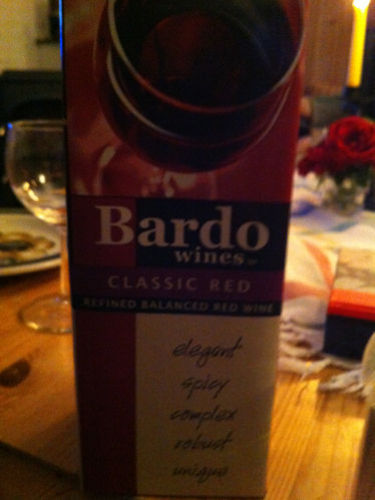 Bardo
wines
CLASSIC RED
REFINED BALANCED RED WINE
elegant
spicy
complex
robust
unique